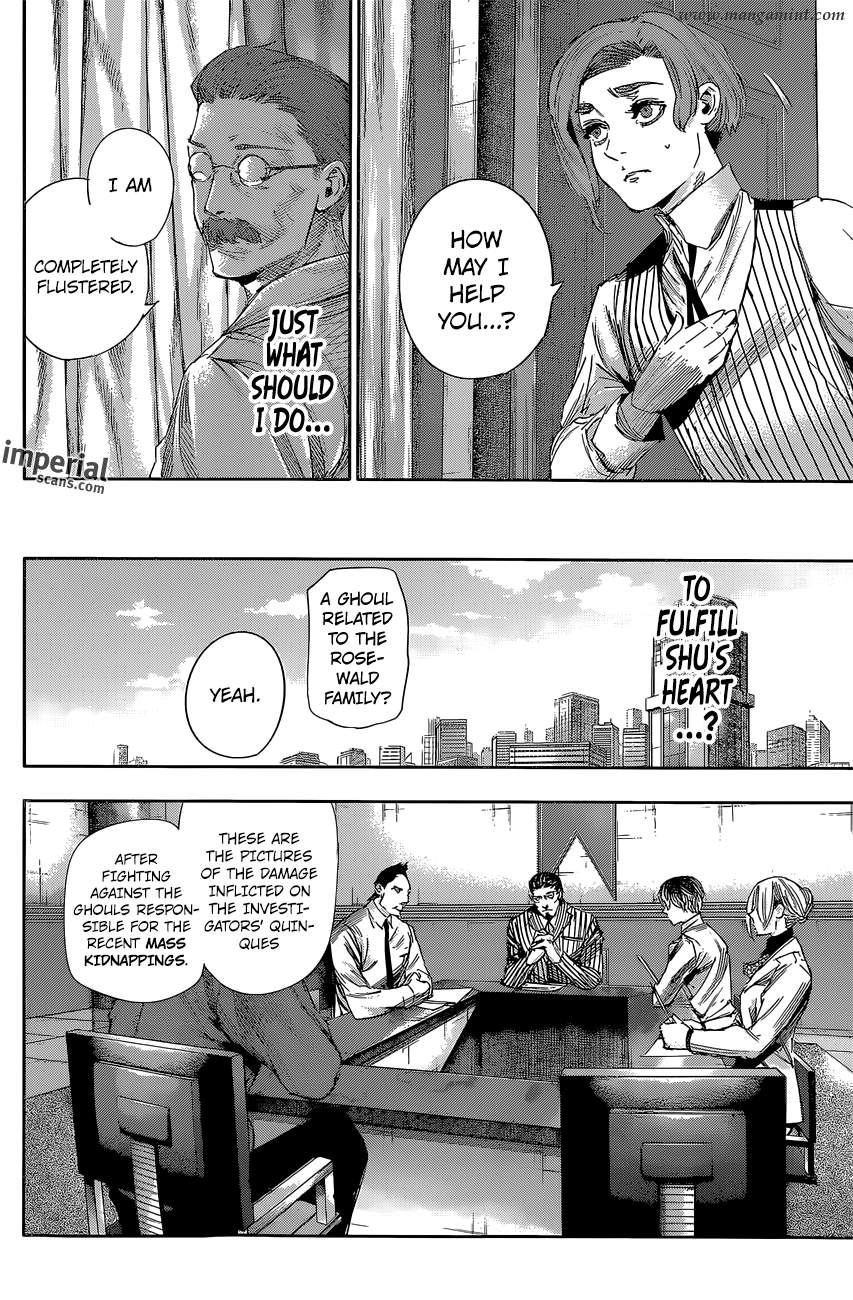 www.mangamint.com
HOW
MAY I
HELP
YOU...?
I AM
COMPLETELY
FLUSTERED.
JUST
WHAT
SHOULD
I DO...
imperial
scans.com
TO
FULFILL
SHU'S
HEART
...?
A GHOUL
RELATED
TO THE
ROSE-
WALD
FAMILY?
YEAH.
THESE ARE
THE PICTURES
OF THE DAMAGE
INFLICTED ON
THE INVESTI-
GATORS' QUIN-
QUES
AFTER
FIGHTING
AGAINST THE
GHOULS RESPON-
SIBLE FOR THE
RECENT MASS
KIDNAPPINGS.